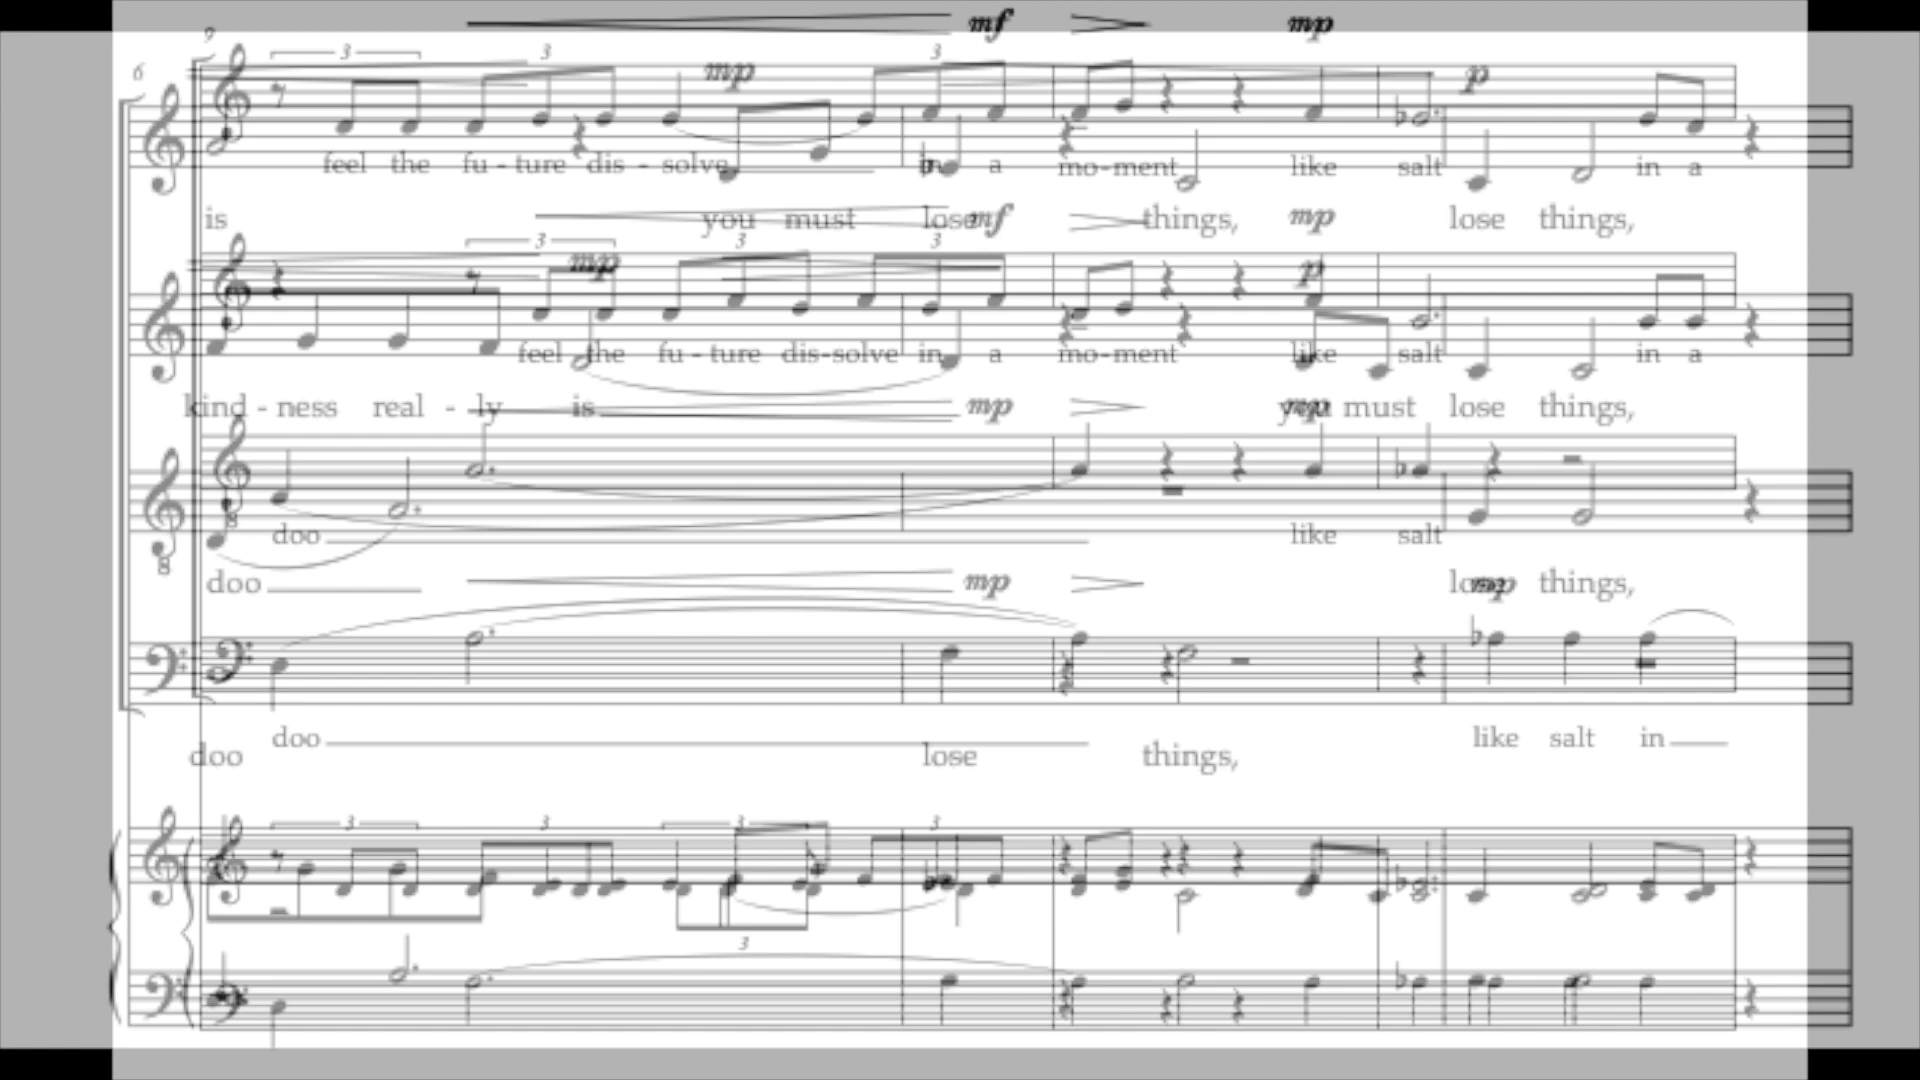 9
6
3 3 3
mf mp
mp p
feel the fu - ture dis - solve in a mo-ment like salt in a
is you must lose things, lose things,
mf mp
3 3 3
mp p
feel the fu - ture dis-solve in a mo-ment like salt in a
kind - ness real - ly is you must lose things,
mp mp
8
doo like salt
8
doo lose things,
mp mp
doo like salt in
doo lose things,
3 3 3 3
3